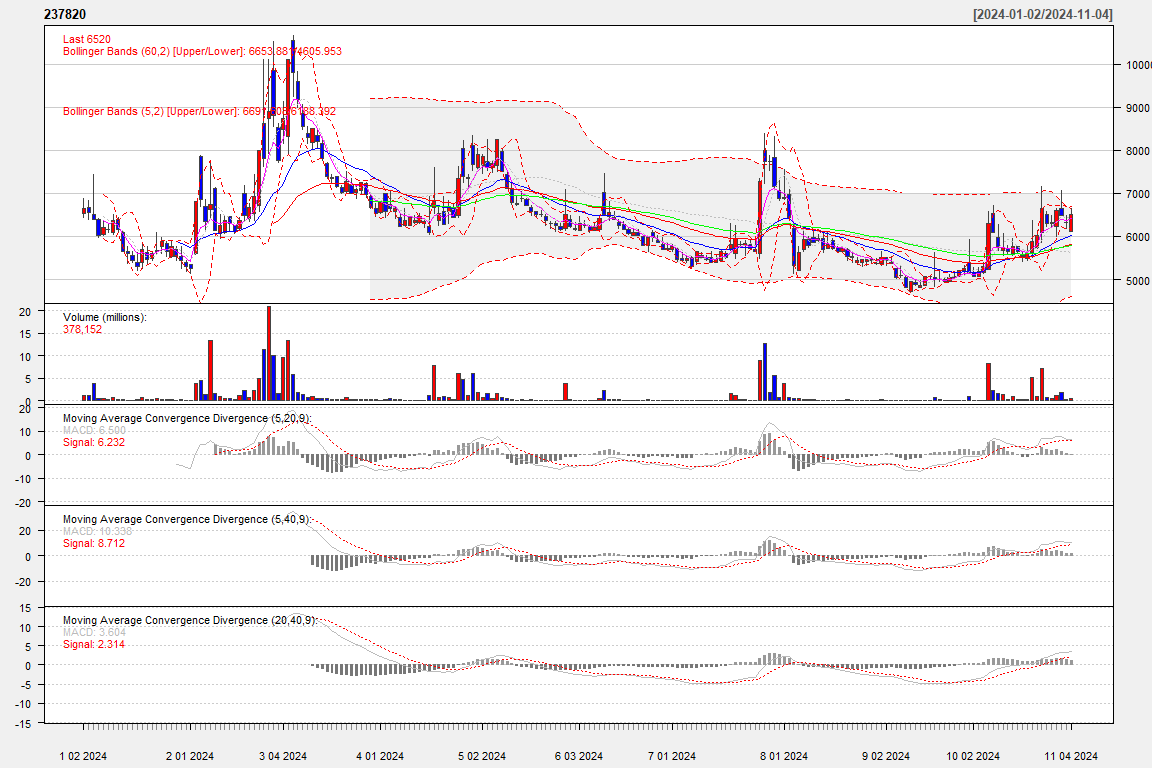 237820
[2024-01-02/2024-11-04]
Last 6520
Bollinger Bands (60,2) [Upper/Lower]: 6653.881/4605.953
Bollinger Bands (5,2) [Upper/Lower]:
10000
9000
8000
7000
6000
5000
Volume (millions):
378,152
20
15
10
5
0
Moving Average Convergence Divergence (5,20,9):
MACD: 6.500
Signal: 6.232
20
10
0
-10
-20
Moving Average Convergence Divergence (5,40,9):
MACD: 10.338
Signal: 8.712
20
0
-20
Moving Average Convergence Divergence (20,40,9):
MACD: 3.604
Signal: 2.314
15
10
5
0
-5
-10
-15
1 02 2024
2 01 2024
3 04 2024
4 01 2024
5 02 2024
6 03 2024
7 01 2024
8 01 2024
9 02 2024
10 02 2024
11 04 2024